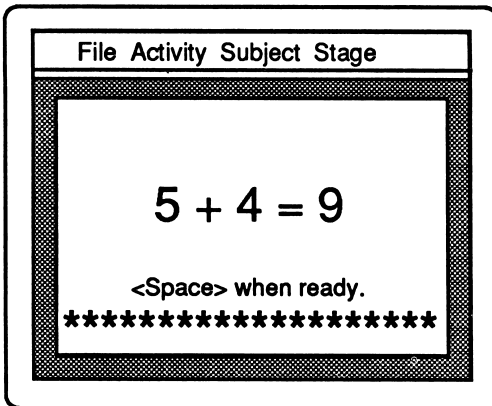 File Activity Subject Stage
5 + 4 = 9
<Space> when ready.
********************